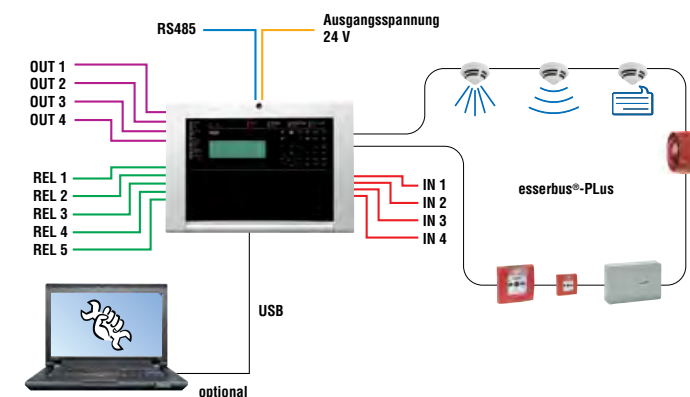 RS485
Ausgangsspannung
24 V
OUT 1
OUT 2
OUT 3
OUT 4
REL 1
REL 2
REL 3
REL 4
REL 5
IN 1
IN 2
IN 3
IN 4
esserbus®-PLus
USB
optional